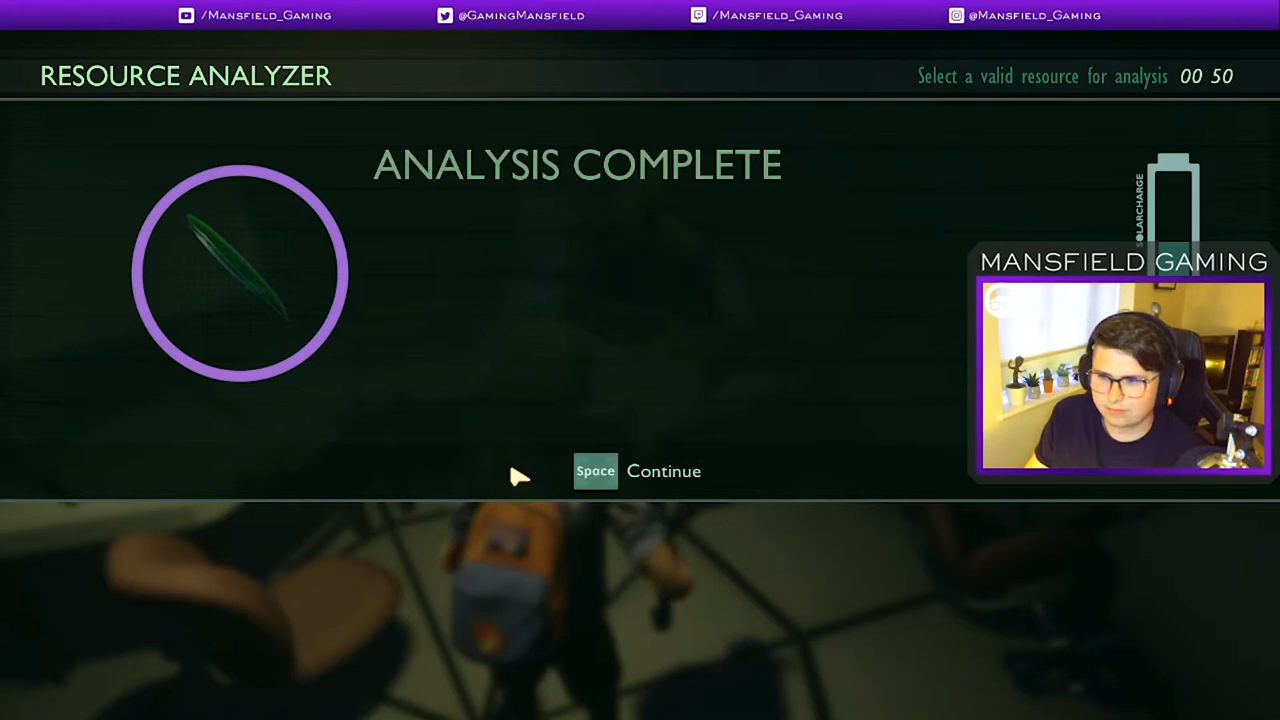 /Mansfield_Gaming @GamingMansfield /Mansfield_Gaming @Mansfield_Gaming
RESOURCE ANALYZER
Select a valid resource for analysis 00 50
ANALYSIS COMPLETE
SOLARCHARGE
MANSFIELD GAMING
Space Continue